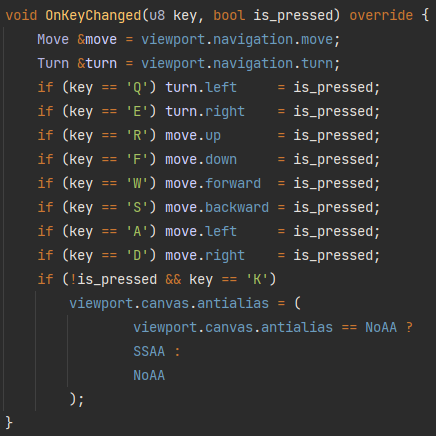 void OnKeyChanged(u8 key, bool is_pressed) override {
    Move &move = viewport.navigation.move;
    Turn &turn = viewport.navigation.turn;
    if (key == 'Q') turn.left     = is_pressed;
    if (key == 'E') turn.right    = is_pressed;
    if (key == 'R') move.up       = is_pressed;
    if (key == 'F') move.down     = is_pressed;
    if (key == 'W') move.forward  = is_pressed;
    if (key == 'S') move.backward = is_pressed;
    if (key == 'A') move.left     = is_pressed;
    if (key == 'D') move.right    = is_pressed;
    if (!is_pressed && key == 'K')
        viewport.canvas.antialias = (
                viewport.canvas.antialias == NoAA ?
                SSAA :
                NoAA
        );
}